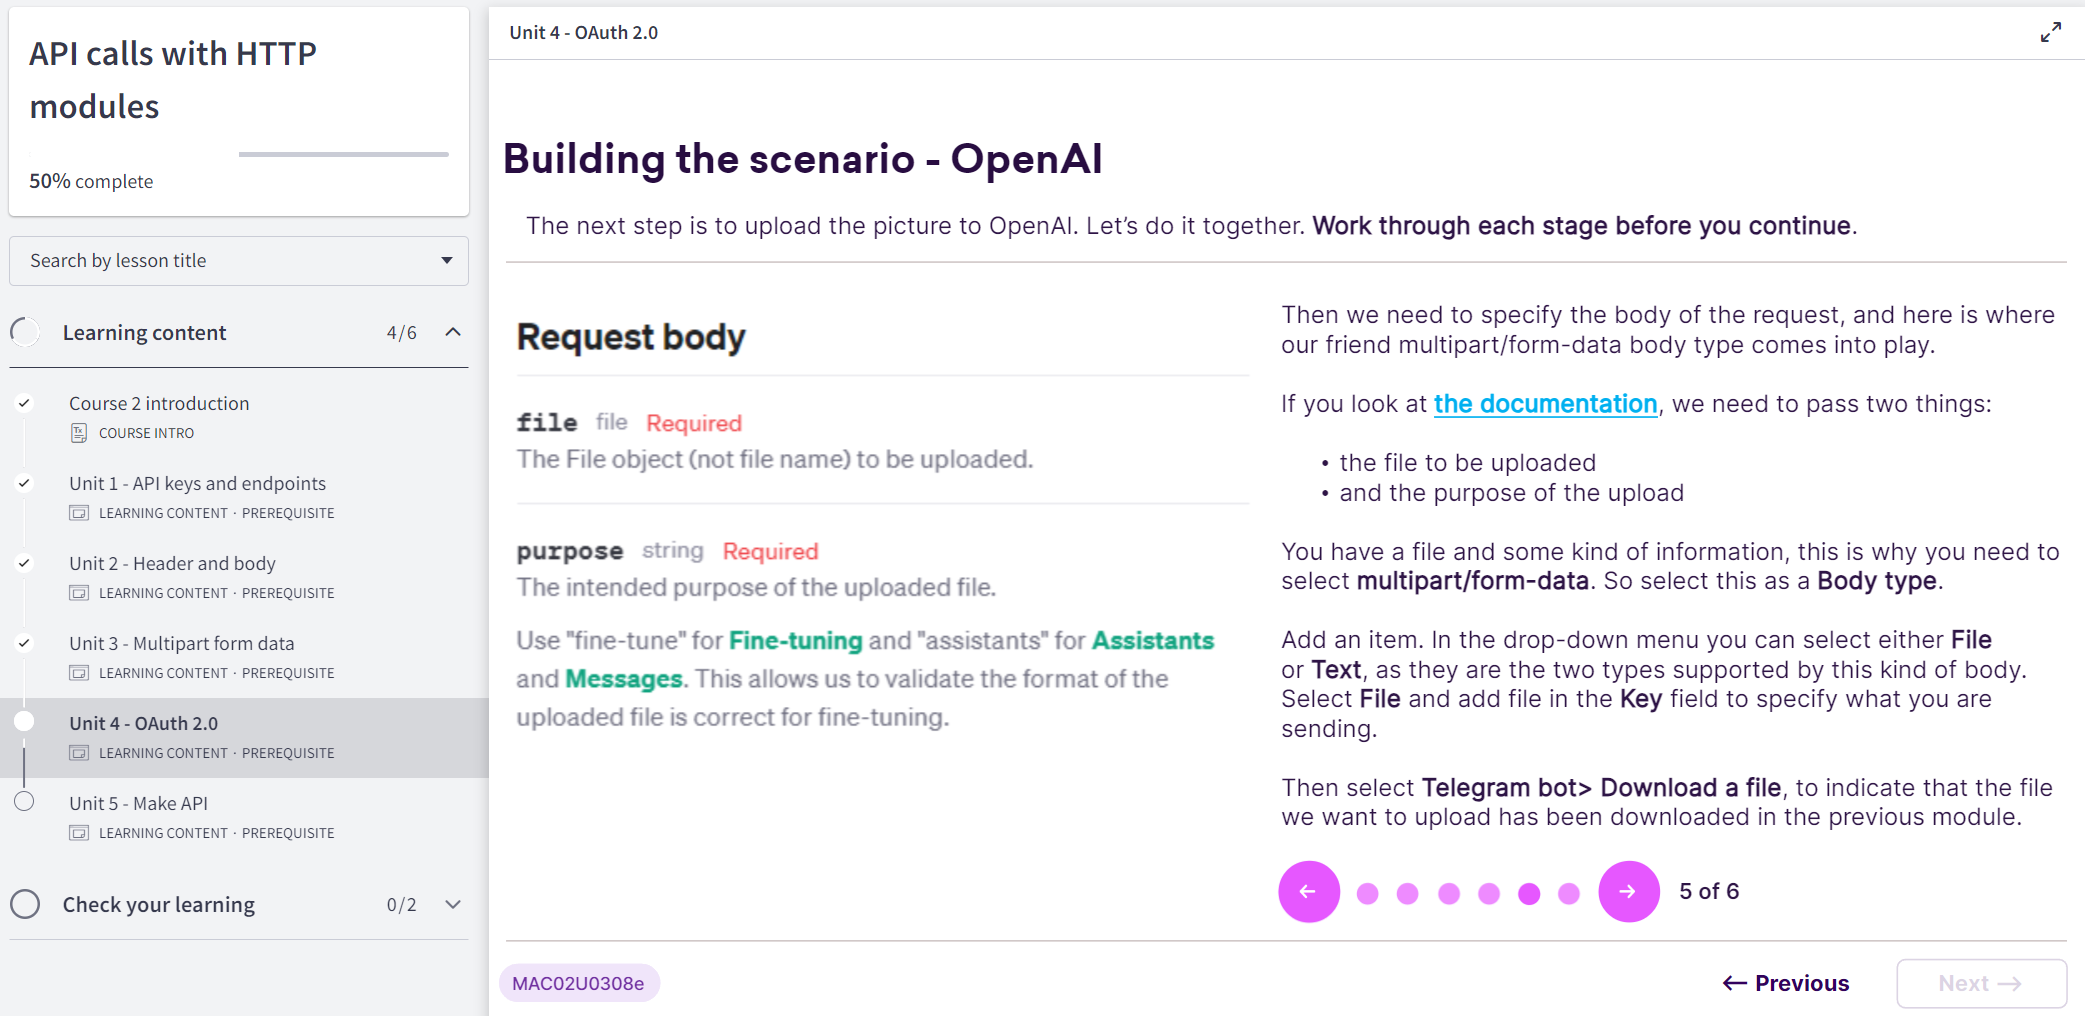 API calls with HTTP
modules
50% complete
Search by lesson title
Learning content 4/6
Course 2 introduction
COURSE INTRO
Unit 1 - API keys and endpoints
LEARNING CONTENT · PREREQUISITE
Unit 2 - Header and body
LEARNING CONTENT · PREREQUISITE
Unit 3 - Multipart form data
LEARNING CONTENT · PREREQUISITE
Unit 4 - OAuth 2.0
LEARNING CONTENT · PREREQUISITE
Unit 5 - Make API
LEARNING CONTENT · PREREQUISITE
Check your learning 0/2
Unit 4 - OAuth 2.0
Building the scenario - OpenAI
The next step is to upload the picture to OpenAI. Let's do it together. Work through each stage before you continue.
Request body
file file Required
The File object (not file name) to be uploaded.
purpose string Required
The intended purpose of the uploaded file.
Use "fine-tune" for Fine-tuning and "assistants" for Assistants
and Messages. This allows us to validate the format of the
uploaded file is correct for fine-tuning.
Then we need to specify the body of the request, and here is where
our friend multipart/form-data body type comes into play.
If you look at the documentation, we need to pass two things:
• the file to be uploaded
• and the purpose of the upload
You have a file and some kind of information, this is why you need to
select multipart/form-data. So select this as a Body type.
Add an item. In the drop-down menu you can select either File
or Text, as they are the two types supported by this kind of body.
Select File and add file in the Key field to specify what you are
sending.
Then select Telegram bot> Download a file, to indicate that the file
we want to upload has been downloaded in the previous module.
← → 5 of 6
MAC02U0308e
← Previous Next →